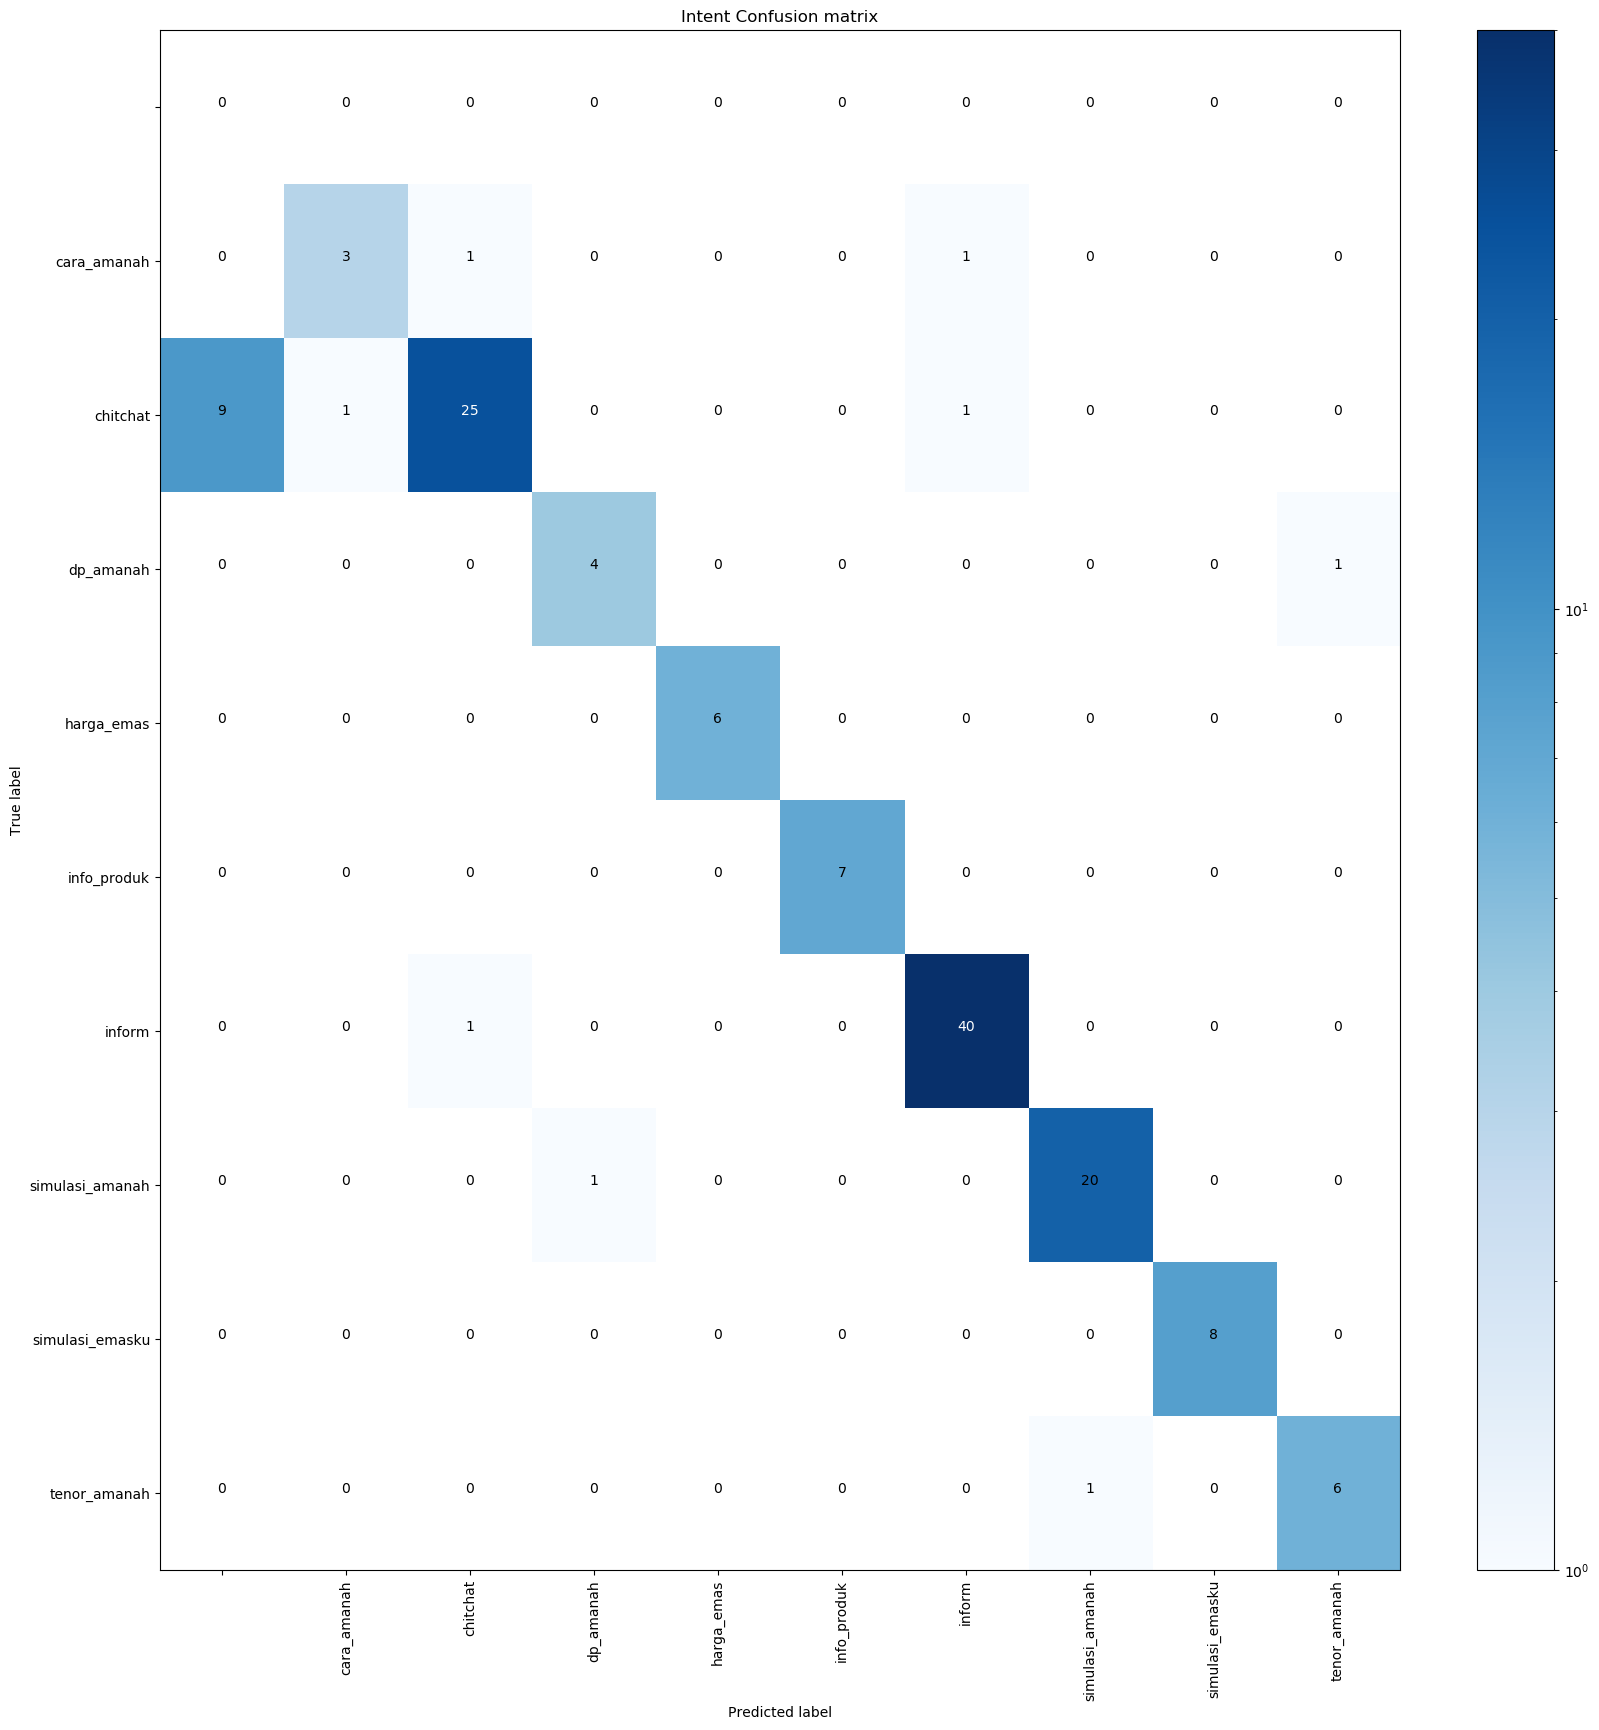 Intent Confusion matrix
0 0 0 0 0 0 0 0 0 0
cara_amanah 0 3 1 0 0 0 1 0 0 0
chitchat 9 1 25 0 0 0 1 0 0 0
dp_amanah 0 0 0 4 0 0 0 0 0 1
harga_emas 0 0 0 0 6 0 0 0 0 0
info_produk 0 0 0 0 0 7 0 0 0 0
inform 0 0 1 0 0 0 40 0 0 0
simulasi_amanah 0 0 0 1 0 0 0 20 0 0
simulasi_emasku 0 0 0 0 0 0 0 0 8 0
tenor_amanah 0 0 0 0 0 0 0 1 0 6
True label
cara_amanah
chitchat
dp_amanah
harga_emas
info_produk
inform
simulasi_amanah
simulasi_emasku
tenor_amanah
Predicted label
10¹
10⁰